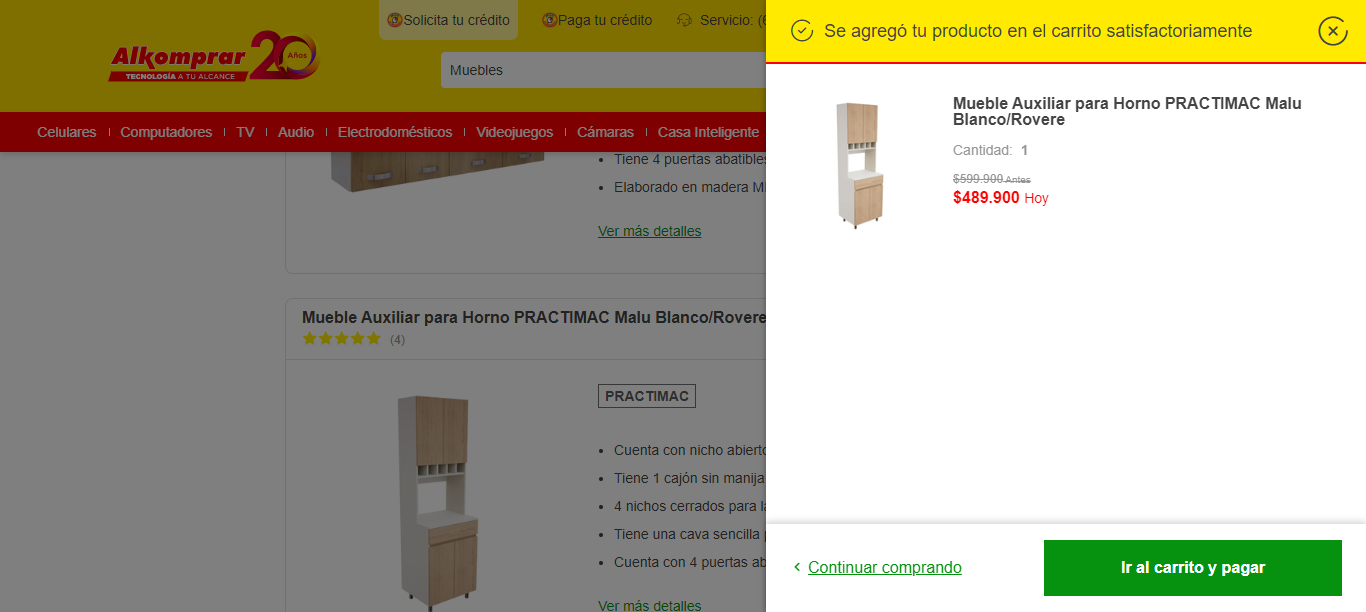 Solicita tu crédito
Paga tu crédito
Servicio: (6
Alkomprar
20 Años
TECNOLOGÍA A TU ALCANCE
Muebles
Celulares
Computadores
TV
Audio
Electrodomésticos
Videojuegos
Cámaras
Casa Inteligente
Tiene 4 puertas abatibles
Elaborado en madera M
Ver más detalles
Mueble Auxiliar para Horno PRACTIMAC Malu Blanco/Rovere
(4)
PRACTIMAC
Cuenta con nicho abierto
Tiene 1 cajón sin manija
4 nichos cerrados para la
Tiene una cava sencilla p
Cuenta con 4 puertas ab
Ver más detalles
Se agregó tu producto en el carrito satisfactoriamente
Mueble Auxiliar para Horno PRACTIMAC Malu
Blanco/Rovere
Cantidad: 1
$599.900 Antes
$489.900 Hoy
Continuar comprando
Ir al carrito y pagar